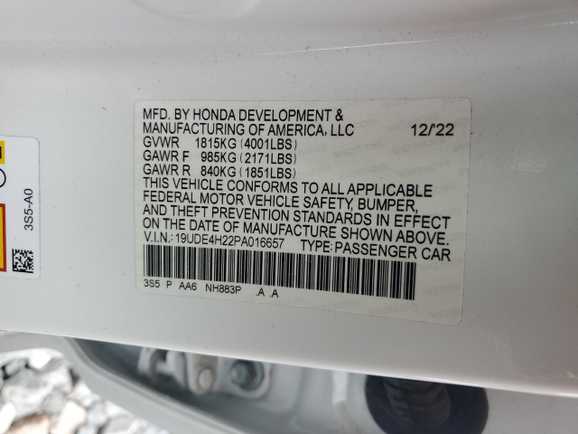 MFD. BY HONDA DEVELOPMENT &
MANUFACTURING OF AMERICA, LLC 12/'22
GVWR 1815KG(4001LBS)
GAWR F 985KG(2171LBS)
GAWR R 840KG(1851LBS)
THIS VEHICLE CONFORMS TO ALL APPLICABLE
FEDERAL MOTOR VEHICLE SAFETY, BUMPER,
AND THEFT PREVENTION STANDARDS IN EFFECT
ON THE DATE OF MANUFACTURE SHOWN ABOVE.
V.I.N.:19UDE4H22PA016657 TYPE:PASSENGER CAR
3S5 P AA6 NH883P .A .A
3S5-A0